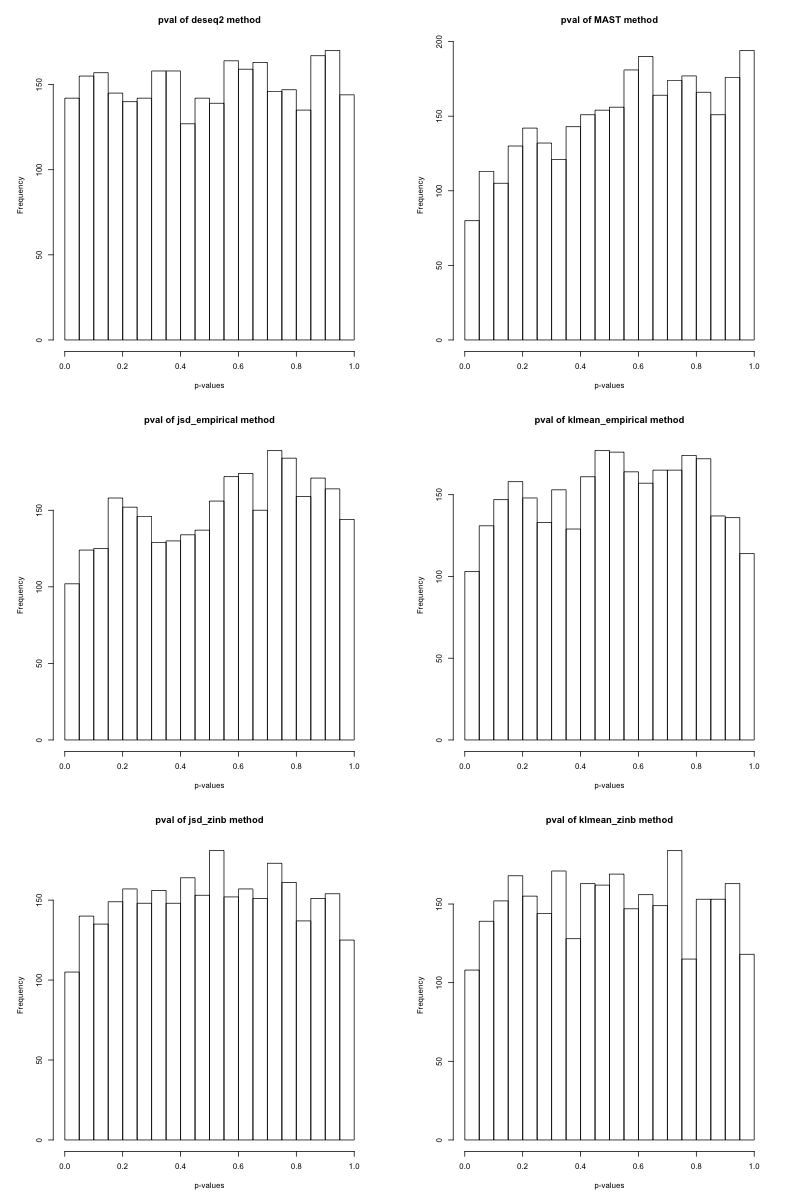 pval of deseq2 method
Frequency
150
100
50
0
0.0 0.2 0.4 0.6 0.8 1.0
p-values
pval of MAST method
Frequency
200
150
100
50
0
0.0 0.2 0.4 0.6 0.8 1.0
p-values
pval of jsd_empirical method
Frequency
150
100
50
0
0.0 0.2 0.4 0.6 0.8 1.0
p-values
pval of klmean_empirical method
Frequency
150
100
50
0
0.0 0.2 0.4 0.6 0.8 1.0
p-values
pval of jsd_zinb method
Frequency
150
100
50
0
0.0 0.2 0.4 0.6 0.8 1.0
p-values
pval of klmean_zinb method
Frequency
150
100
50
0
0.0 0.2 0.4 0.6 0.8 1.0
p-values